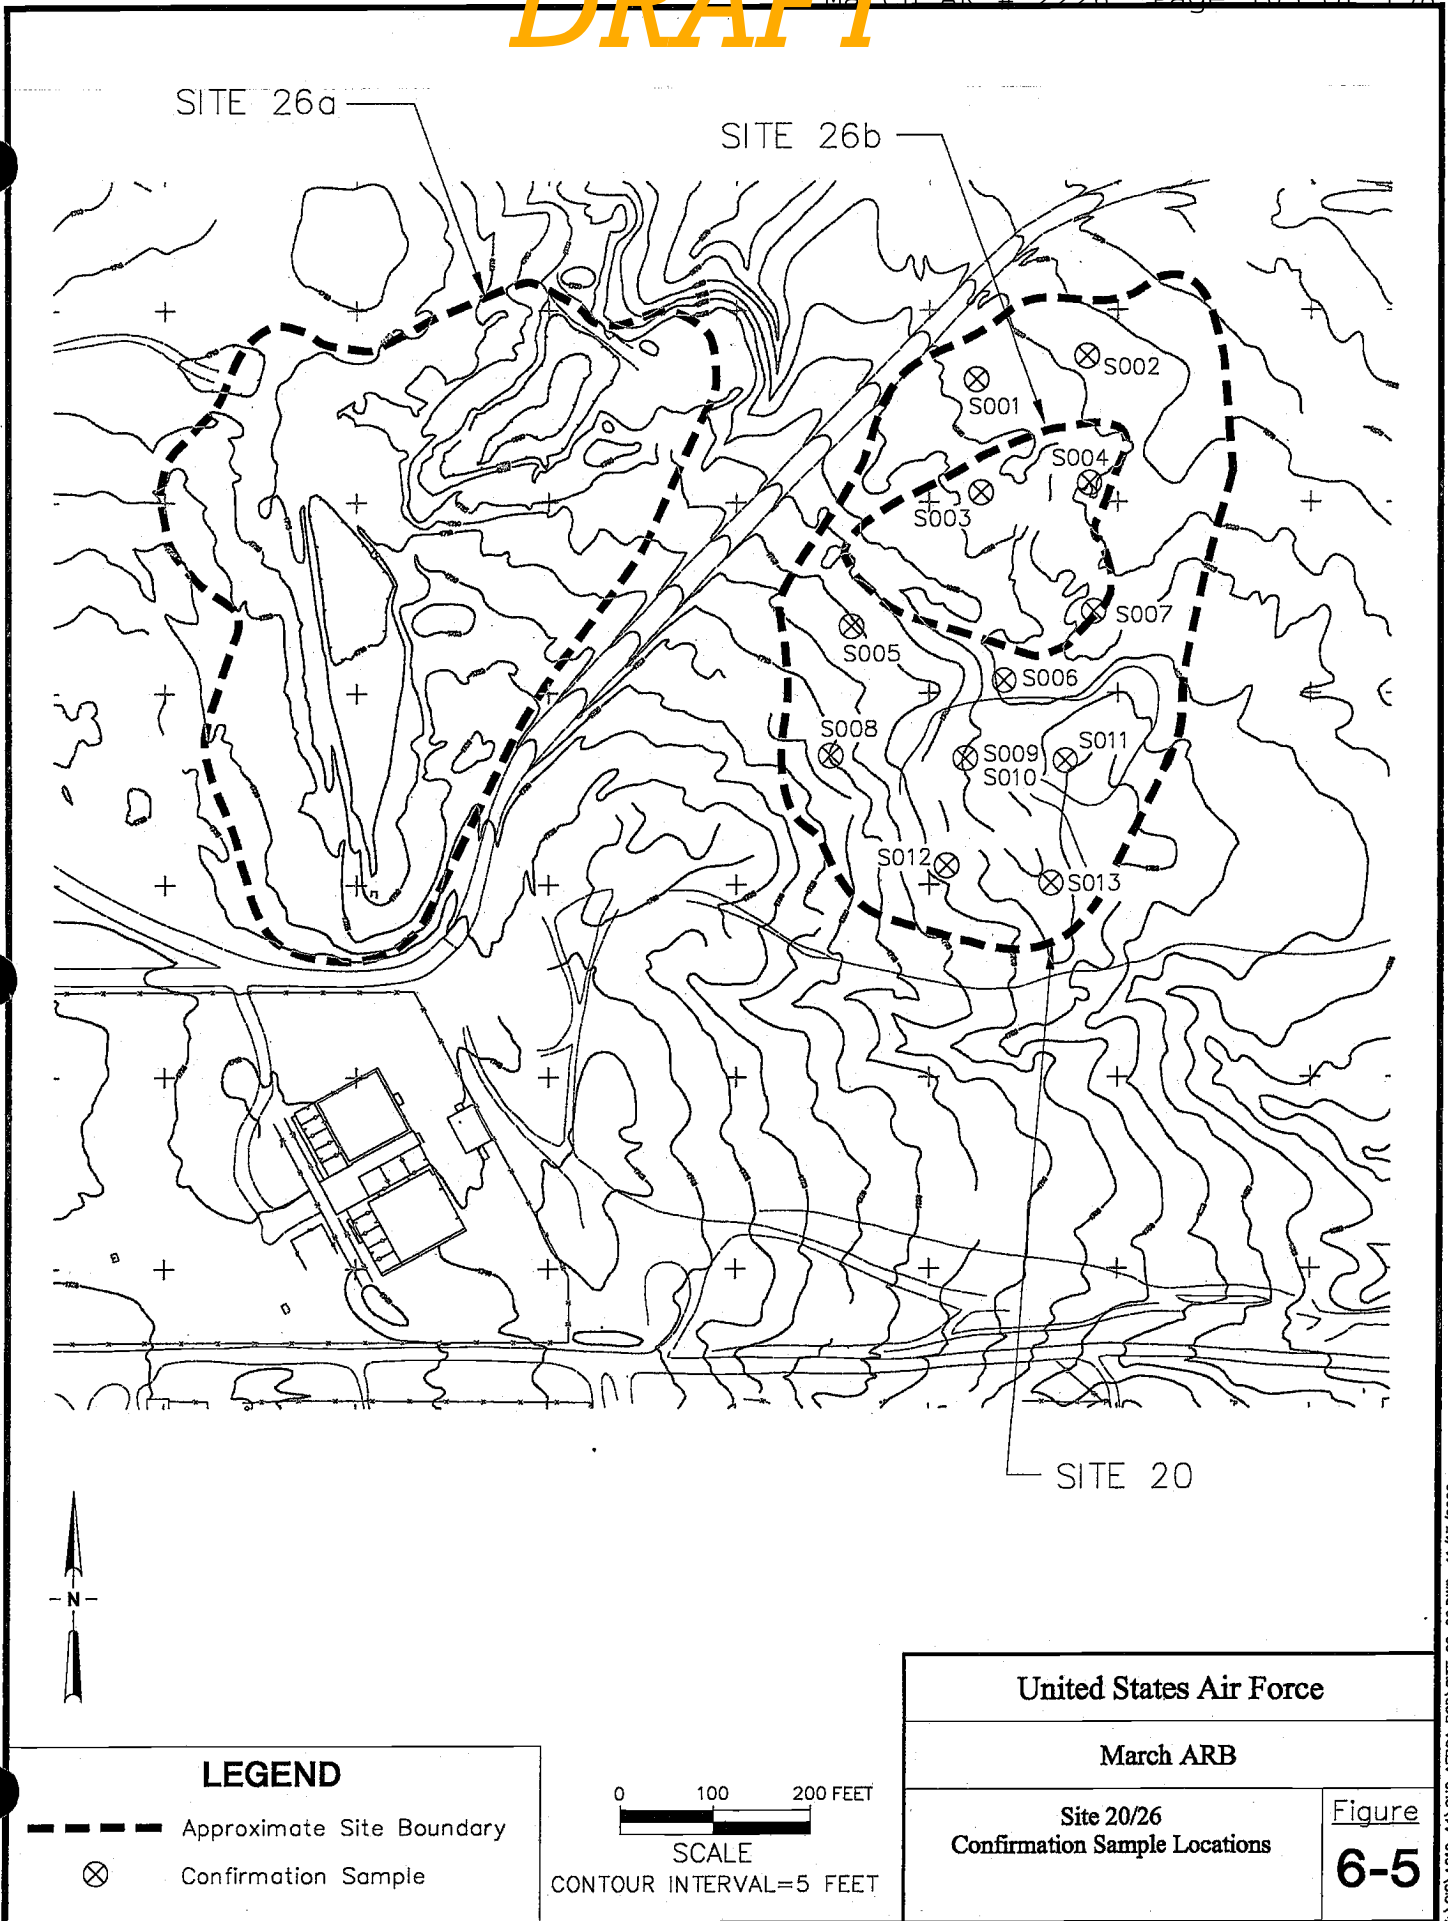 DRAFT
SITE 26a
SITE 26b
S002
S001
S004
S003
S007
S005
S006
S008
S009
S010
S011
S012
S013
SITE 20
N
LEGEND
Approximate Site Boundary
Confirmation Sample
0 100 200 FEET
SCALE
CONTOUR INTERVAL=5 FEET
United States Air Force
March ARB
Site 20/26
Confirmation Sample Locations
Figure
6-5